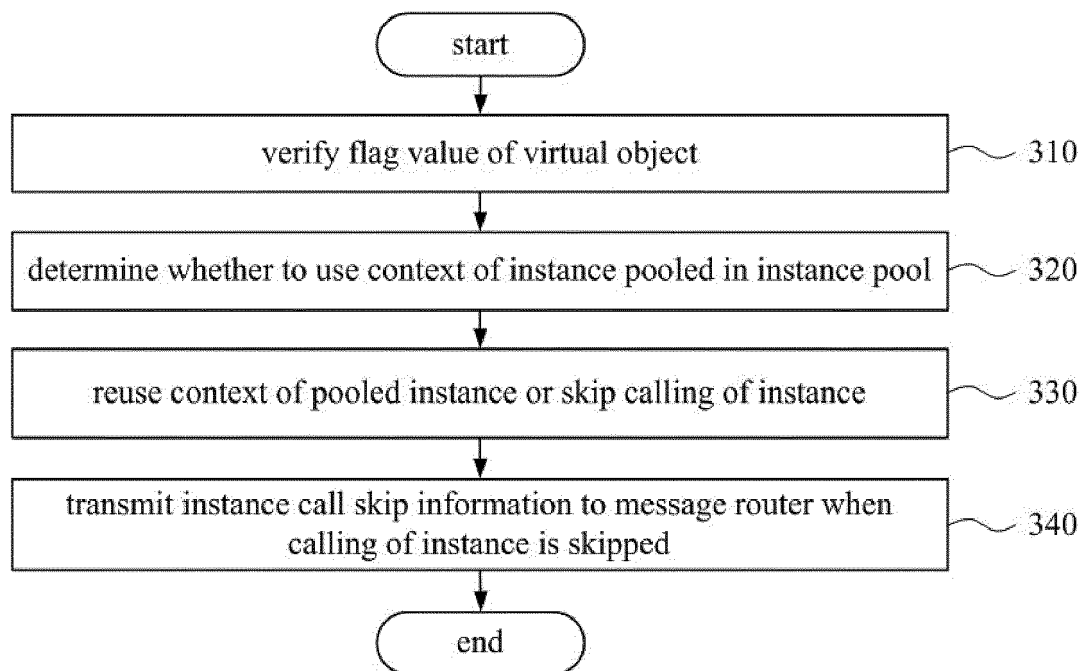 start
verify flag value of virtual object
310
determine whether to use context of instance pooled in instance pool
320
reuse context of pooled instance or skip calling of instance
330
transmit instance call skip information to message router when
calling of instance is skipped
340
end